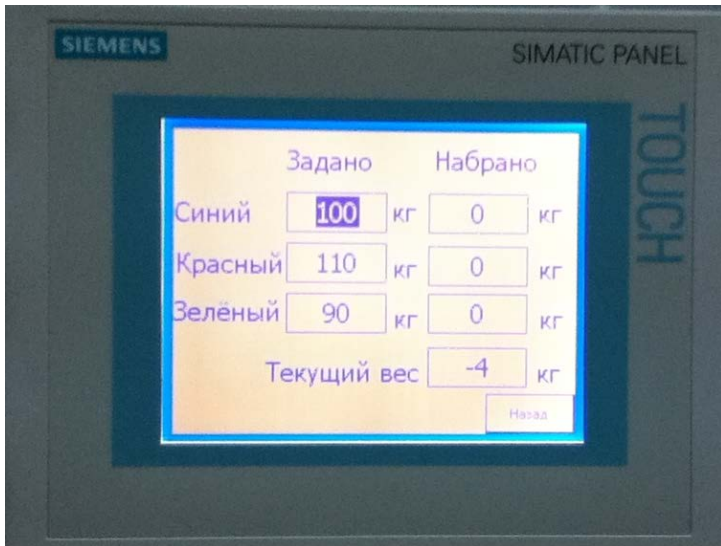 SIEMENS
SIMATIC PANEL
TOUCH
Задано Набрано
Синий 100 кг 0 кг
Красный 110 кг 0 кг
Зелёный 90 кг 0 кг
Текущий вес -4 кг
Назад